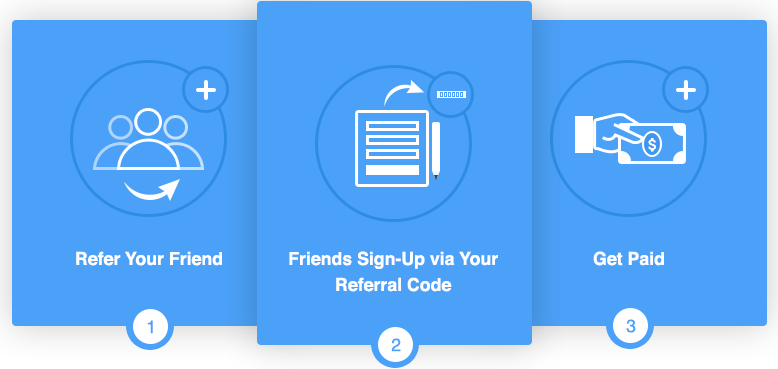 Refer Your Friend
1
Friends Sign-Up via Your
Referral Code
2
$
Get Paid
3